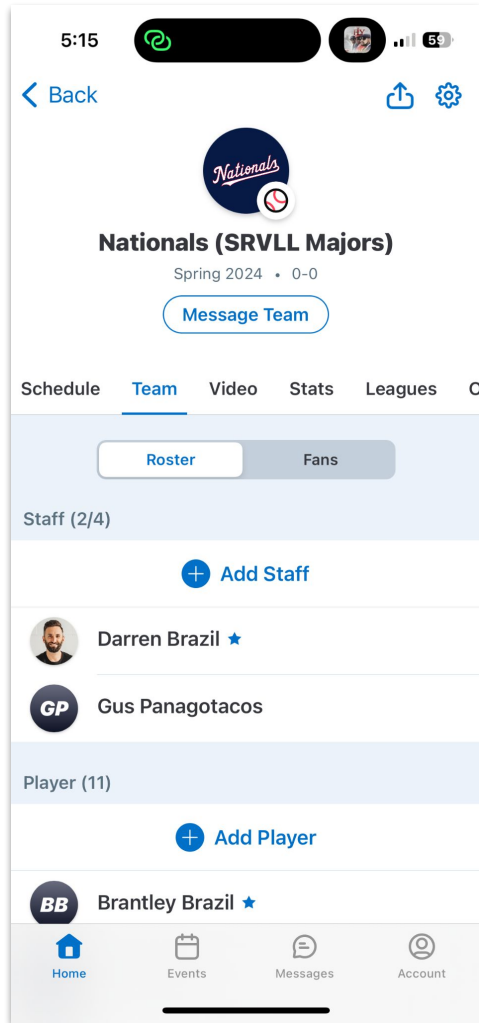 5:15
59
Back
Nationals
Nationals (SRVLL Majors)
Spring 2024 • 0-0
Message Team
Schedule Team Video Stats Leagues
Roster Fans
Staff (2/4)
Add Staff
Darren Brazil
GP Gus Panagotacos
Player (11)
Add Player
BB Brantley Brazil
Home Events Messages Account